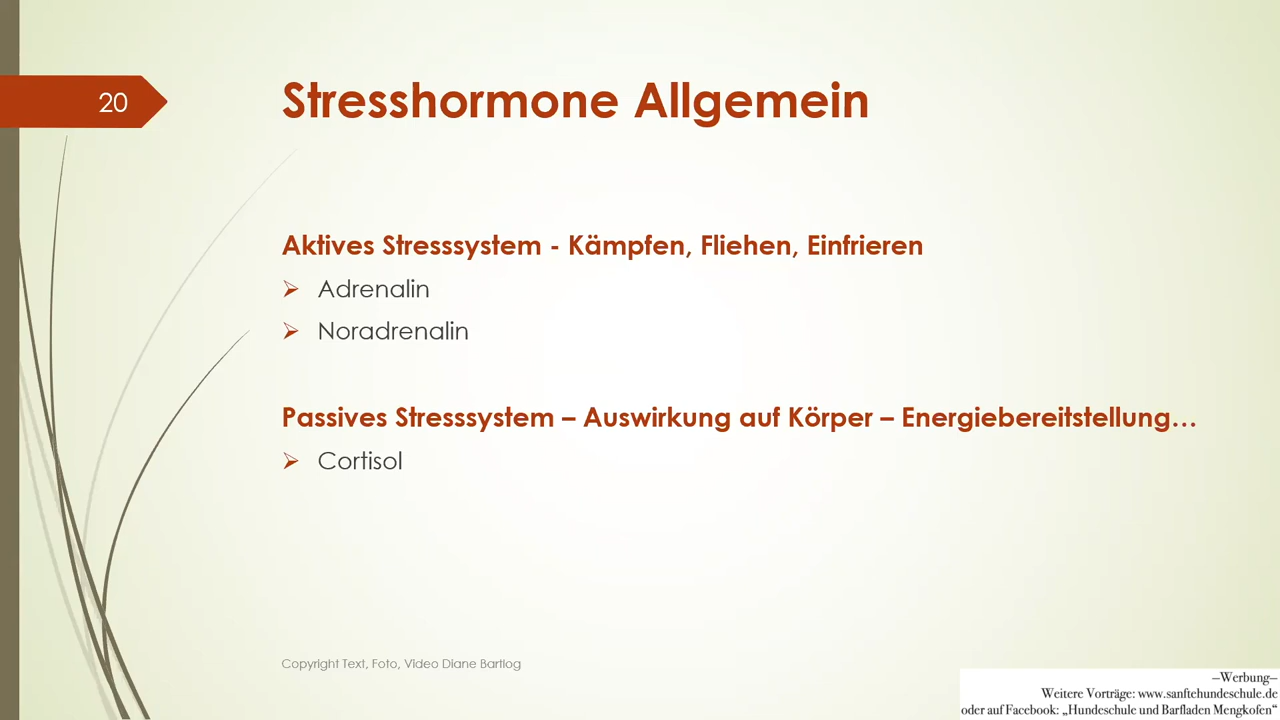 20
Stresshormone Allgemein
Aktives Stresssystem - Kämpfen, Fliehen, Einfrieren
Adrenalin
Noradrenalin
Passives Stresssystem – Auswirkung auf Körper – Energiebereitstellung…
Cortisol
Copyright Text, Foto, Video Diane Bartlog
—Werbung—
Weitere Vorträge: www.sanftehundeschule.de
oder auf Facebook: „Hundeschule und Barfladen Mengkofen“